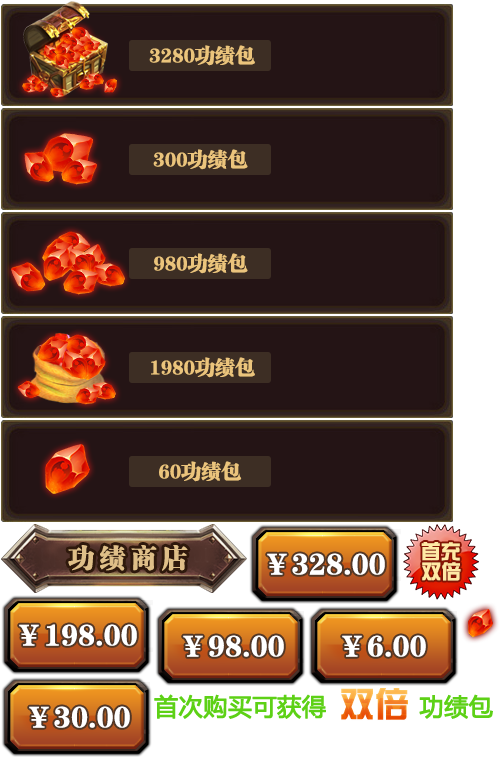 3280功绩包
300功绩包
980功绩包
1980功绩包
60功绩包
功绩商店
¥328.00
首充
双倍
¥198.00
¥98.00
¥6.00
¥30.00
首次购买可获得 双倍 功绩包